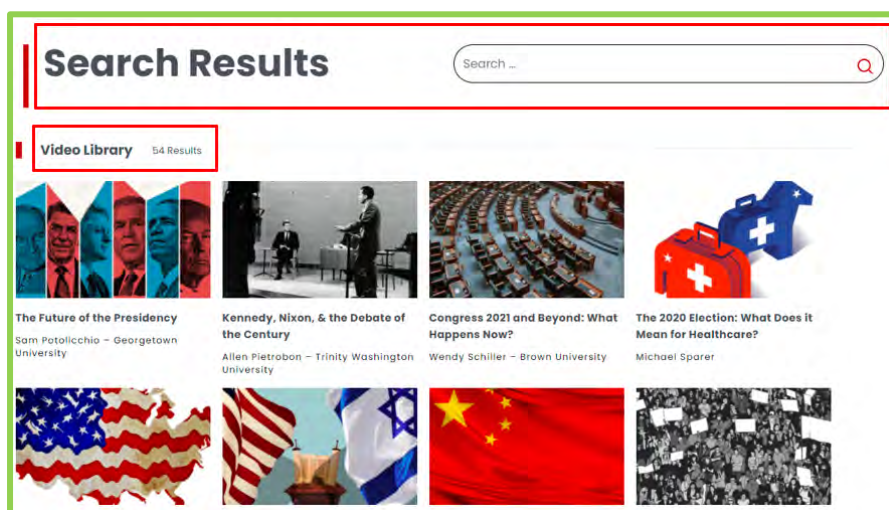 Search Results
Search ...
Video Library 54 Results
The Future of the Presidency
Sam Potolicchio – Georgetown
University
Kennedy, Nixon, & the Debate of
the Century
Allen Pietrobon – Trinity Washington
University
Congress 2021 and Beyond: What
Happens Now?
Wendy Schiller – Brown University
The 2020 Election: What Does it
Mean for Healthcare?
Michael Sparer